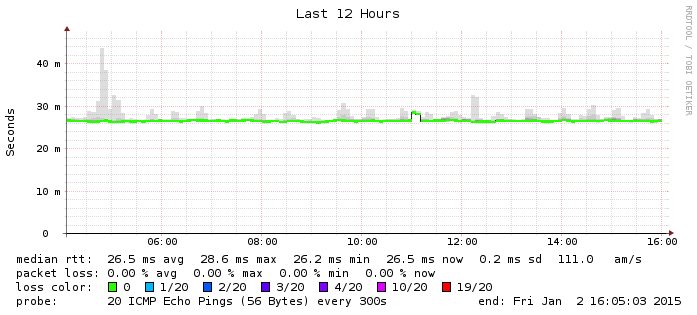 Last 12 Hours
RRDTOOL / TOBI OETIKER
Seconds
40 m
30 m
20 m
10 m
0
06:00 08:00 10:00 12:00 14:00 16:00
median rtt: 26.5 ms avg 28.6 ms max 26.2 ms min 26.5 ms now 0.2 ms sd 111.0 am/s
packet loss: 0.00 % avg 0.00 % max 0.00 % min 0.00 % now
loss color: 0 1/20 2/20 3/20 4/20 10/20 19/20
probe: 20 ICMP Echo Pings (56 Bytes) every 300s end: Fri Jan 2 16:05:03 2015